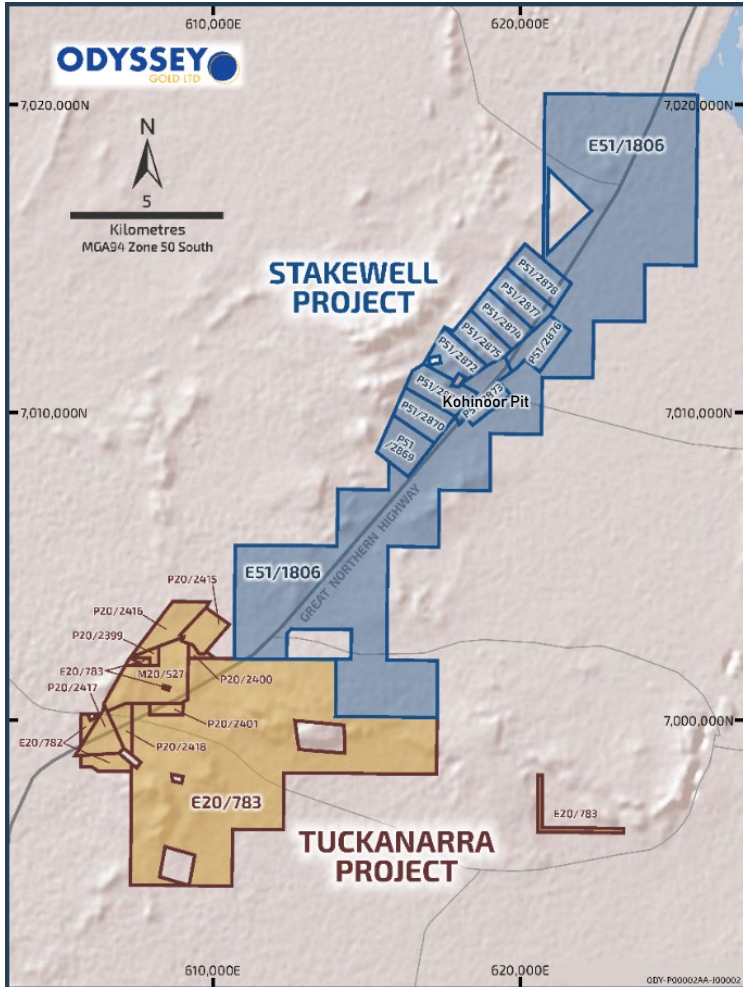 610,000E
620,000E
ODYSSEY
GOLD LTD
7,020,000N
7,020,000N
N
5
Kilometres
MGA94 Zone 50 South
E51/1806
STAKEWELL
PROJECT
P51/2878
P51/2877
P51/2874
P51/2875
P51/2876
P51/2872
P51/2870
P51
/2869
Kohinoor Pit
7,010,000N
7,010,000N
GREAT NORTHERN HIGHWAY
E51/1806
P20/2415
P20/2416
P20/2399
E20/783
M20/527
P20/2400
P20/2417
P20/2401
E20/782
P20/2418
7,000,000N
E20/783
E20/783
TUCKANARRA
PROJECT
610,000E
620,000E
ODY-P00002AA-J00002